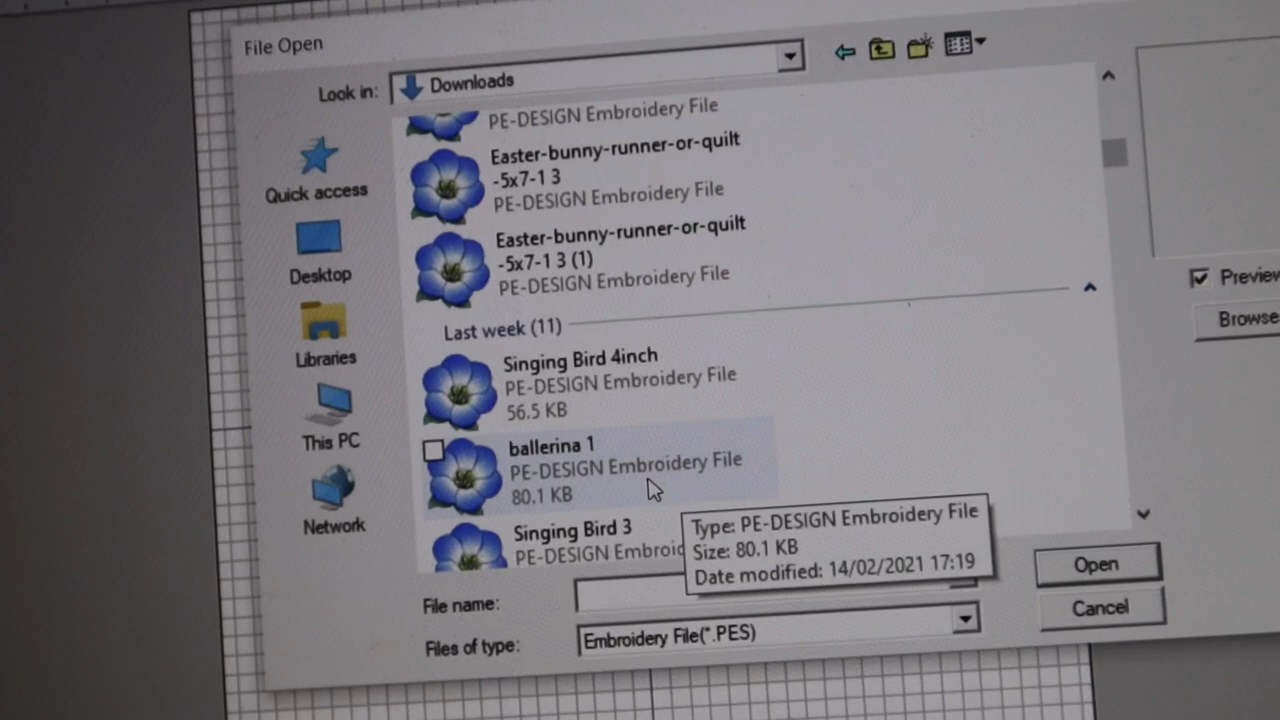 File Open
Look in:
Downloads
Quick access
Desktop
Libraries
This PC
Network
PE-DESIGN Embroidery File
Easter-bunny-runner-or-quilt
-5x7-1 3
PE-DESIGN Embroidery File
Easter-bunny-runner-or-quilt
-5x7-1 3 (1)
PE-DESIGN Embroidery File
Last week (11)
Singing Bird 4inch
PE-DESIGN Embroidery File
56.5 KB
ballerina 1
PE-DESIGN Embroidery File
80.1 KB
Singing Bird 3
PE-DESIGN Embroid
Type: PE-DESIGN Embroidery File
Size: 80.1 KB
Date modified: 14/02/2021 17:19
Preview
Browse
File name:
Open
Files of type:
Embroidery File(*.PES)
Cancel